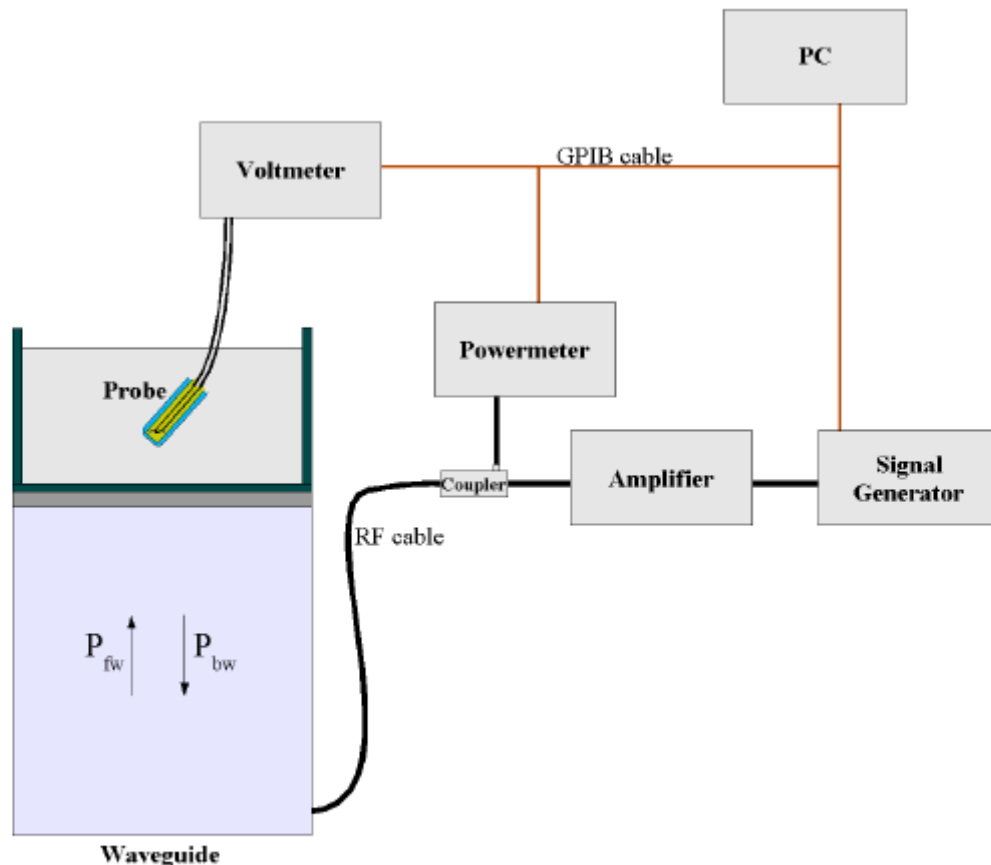 PC
Voltmeter
GPIB cable
Powermeter
Probe
Coupler
Amplifier
Signal
Generator
RF cable
P fw
P bw
Waveguide